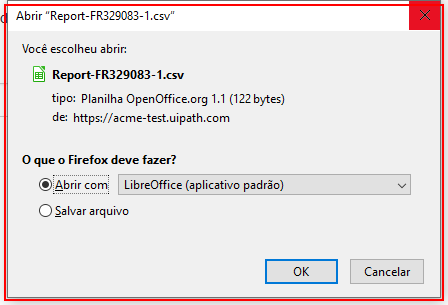 Abrir “Report-FR329083-1.csv”
Você escolheu abrir:
Report-FR329083-1.csv
tipo: Planilha OpenOffice.org 1.1 (122 bytes)
de: https://acme-test.uipath.com
O que o Firefox deve fazer?
Abrir com LibreOffice (aplicativo padrão)
Salvar arquivo
OK Cancelar